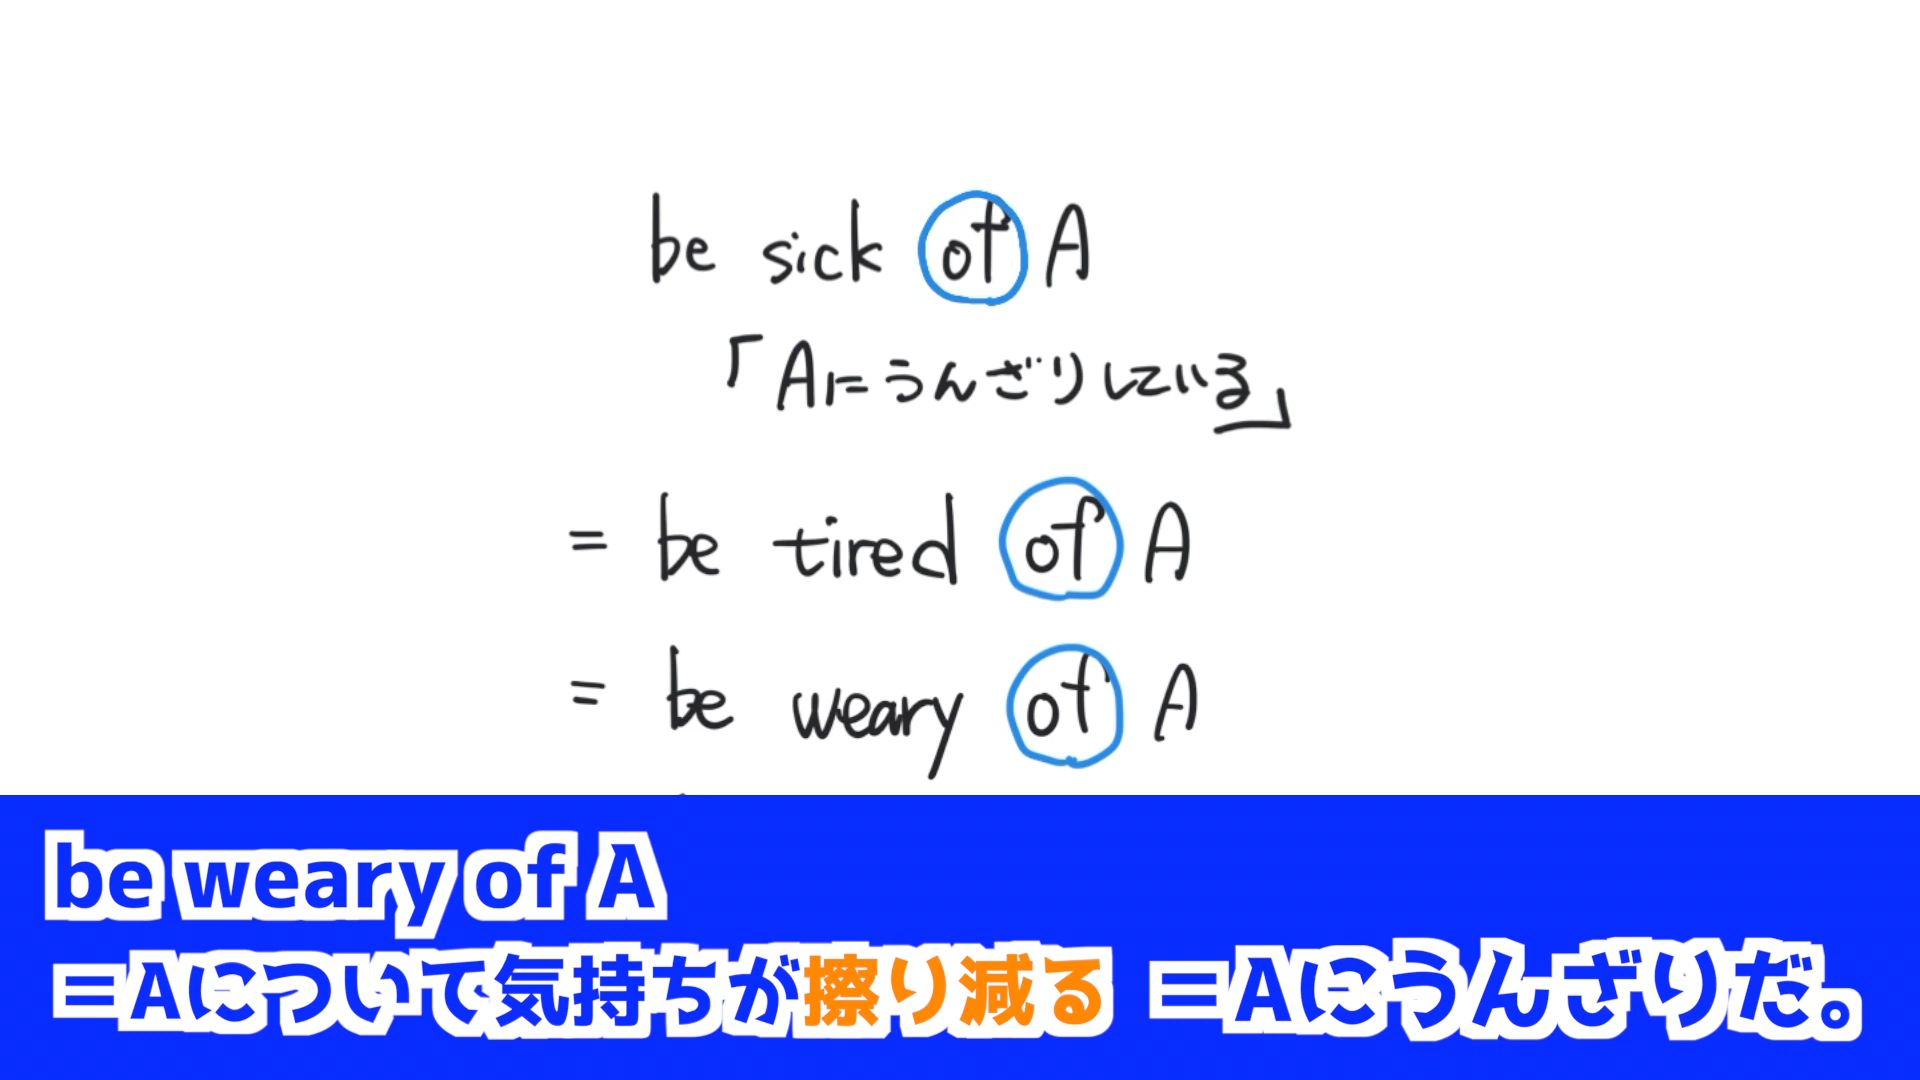 be sick of A
「Aにうんざりしている」
= be tired of A
= be weary of A
be weary of A
=Aについて気持ちが擦り減る =Aにうんざりだ。